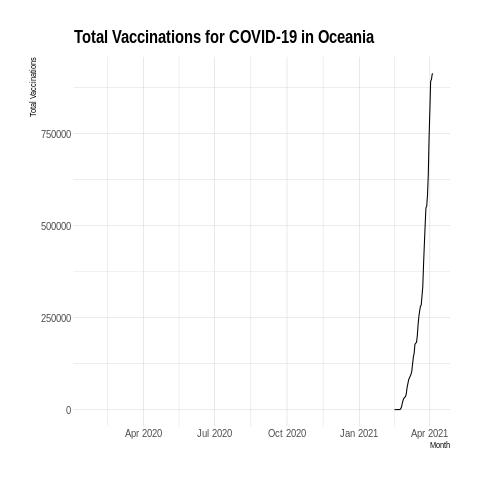 Total Vaccinations for COVID-19 in Oceania
Total Vaccinations
750000
500000
250000
0
Apr 2020
Jul 2020
Oct 2020
Jan 2021
Apr 2021
Month